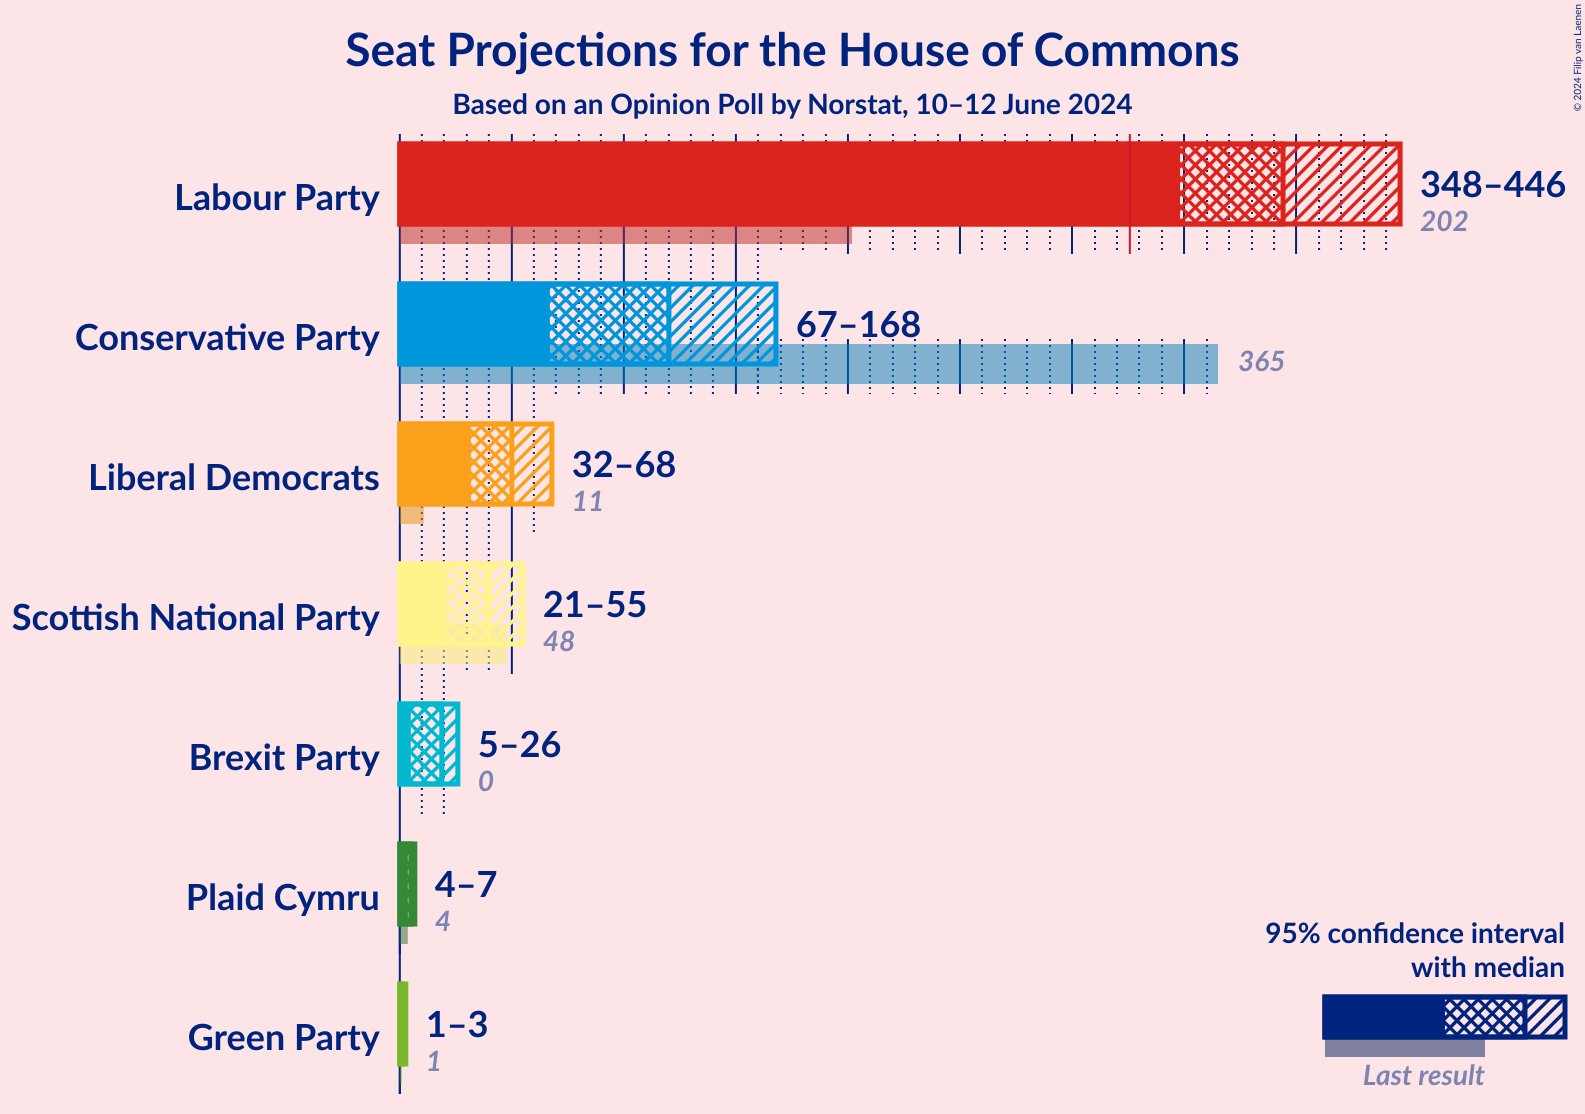 Seat Projections for the House of Commons
Based on an Opinion Poll by Norstat, 10–12 June 2024
© 2024 Filip van Laenen
Labour Party
348–446
202
Conservative Party
67–168
365
Liberal Democrats
32–68
11
Scottish National Party
21–55
48
Brexit Party
5–26
0
Plaid Cymru
4–7
4
Green Party
1–3
1
95% confidence interval
with median
Last result